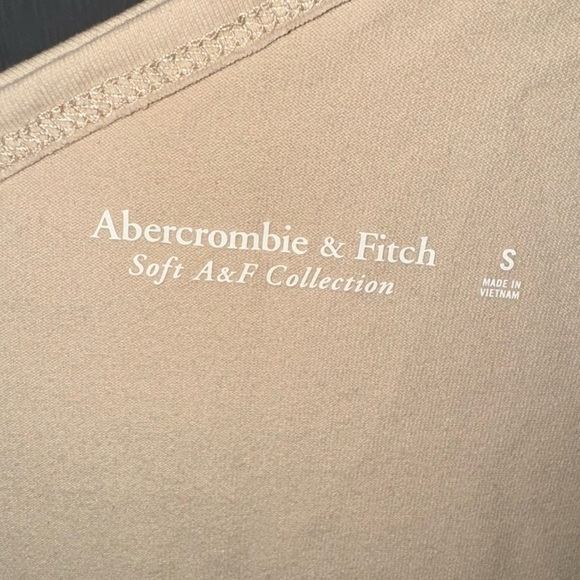 Abercrombie & Fitch
Soft A&F Collection
S
MADE IN
VIETNAM